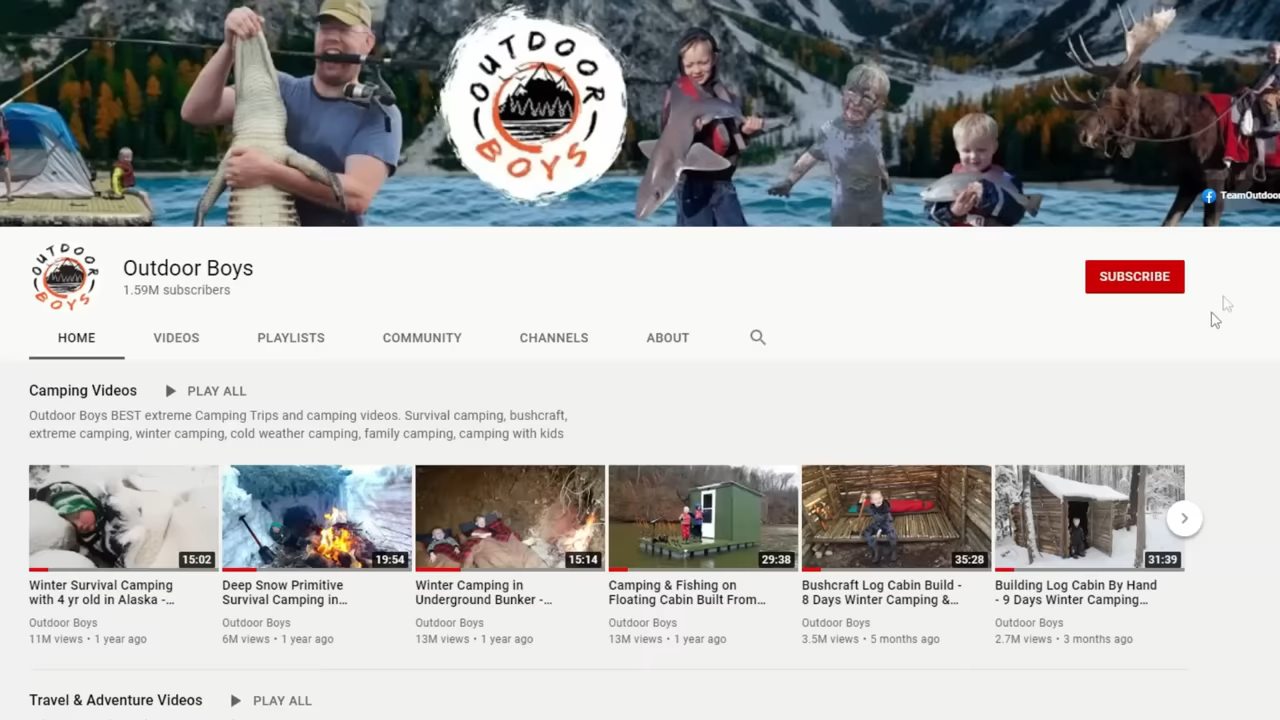 OUTDOOR
BOYS
TeamOutdoor
OUTDOOR
BOYS
Outdoor Boys
1.59M subscribers
SUBSCRIBE
HOME VIDEOS PLAYLISTS COMMUNITY CHANNELS ABOUT
Camping Videos PLAY ALL
Outdoor Boys BEST extreme Camping Trips and camping videos. Survival camping, bushcraft,
extreme camping, winter camping, cold weather camping, family camping, camping with kids
15:02 19:54 15:14 29:38 35:28 31:39
Winter Survival Camping
with 4 yr old in Alaska -...
Outdoor Boys
11M views • 1 year ago
Deep Snow Primitive
Survival Camping in...
Outdoor Boys
6M views • 1 year ago
Winter Camping in
Underground Bunker -...
Outdoor Boys
13M views • 1 year ago
Camping & Fishing on
Floating Cabin Built From...
Outdoor Boys
13M views • 1 year ago
Bushcraft Log Cabin Build -
8 Days Winter Camping &...
Outdoor Boys
3.5M views • 5 months ago
Building Log Cabin By Hand
- 9 Days Winter Camping...
Outdoor Boys
2.7M views • 3 months ago
Travel & Adventure Videos PLAY ALL